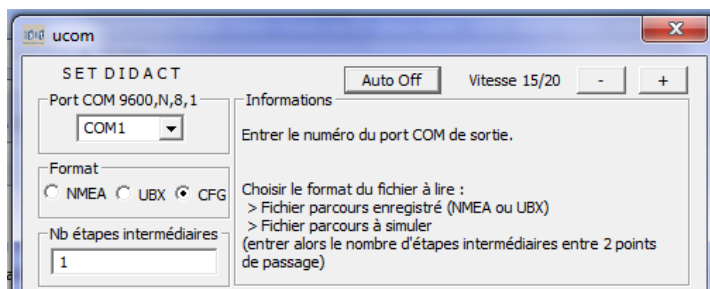 ucom
SET DIDACT
Auto Off
Vitesse 15/20
-
+
Port COM 9600,N,8,1
COM1
Format
NMEA
UBX
CFG
Nb étapes intermédiaires
1
Informations
Entrer le numéro du port COM de sortie.
Choisir le format du fichier à lire :
> Fichier parcours enregistré (NMEA ou UBX)
> Fichier parcours à simuler
(entrer alors le nombre d'étapes intermédiaires entre 2 points
de passage)